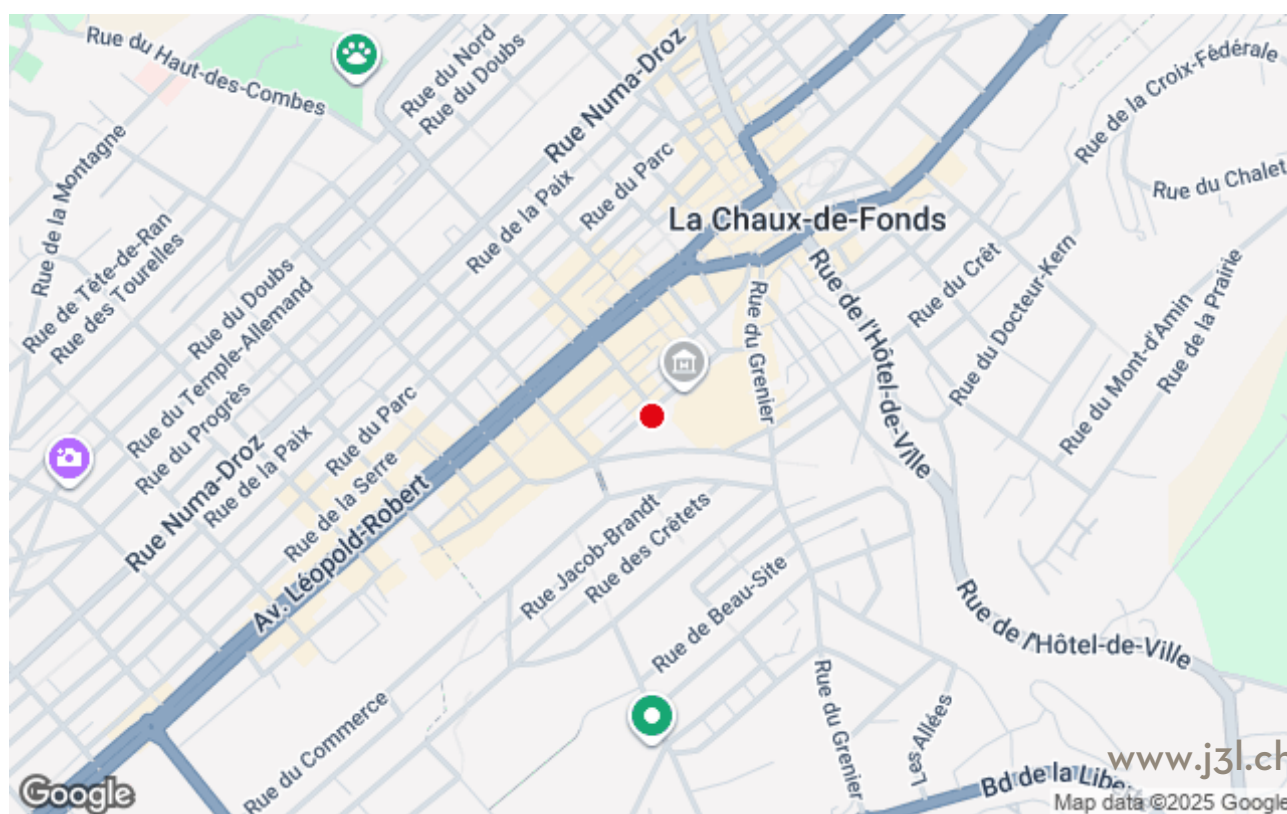 Rue du Haut-des-Combes
Rue du Nord
Rue du Doubs
Rue Numa-Droz
Rue de la Croix-Fédérale
Rue de la Montagne
Rue du Parc
Rue de la Paix
Rue du Chalet
La Chaux-de-Fonds
Rue de Tête-de-Ran
Rue des Tourelles
Rue du Doubs
Rue du Temple-Allemand
Rue du Progrès
Rue du Grenier
Rue de l'Hôtel-de-Ville
Rue du Crêt
Rue du Docteur-Kern
Rue du Mont-d'Amin
Rue de la Prairie
Rue Numa-Droz
Rue de la Paix
Rue du Parc
Rue de la Serre
Av. Léopold-Robert
Rue Jacob-Brandt
Rue des Crêtets
Rue de Beau-Site
Rue de l'Hôtel-de-Ville
Rue du Commerce
Rue du Grenier
Les Allées
www.j3l.ch
Bd de la
Google
Map data ©2025 Google